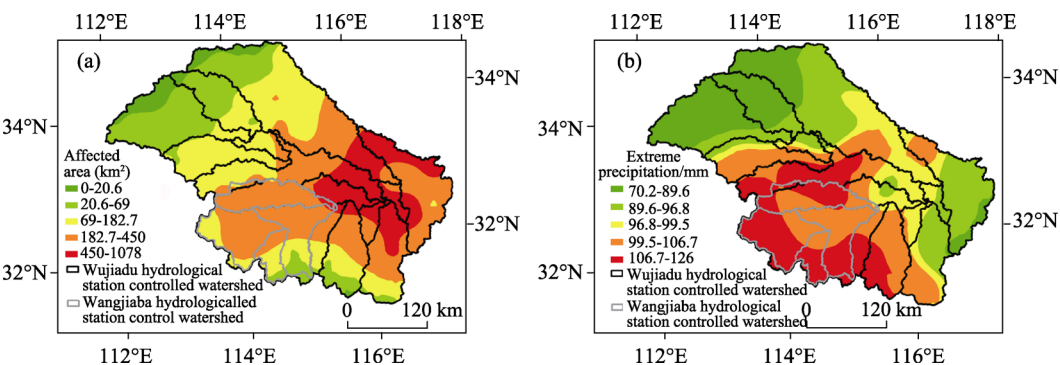 112°E 114°E 116°E 118°E
(a)
34°N
34°N
32°N
32°N
Affected
area (km²)
0-20.6
20.6-69
69-182.7
182.7-450
450-1078
Wujiadu hydrological
station controlled watershed
Wangjiaba hydrologicalled
station control watershed
0 120 km
112°E 114°E 116°E
112°E 114°E 116°E 118°E
(b)
34°N
34°N
32°N
32°N
Extreme
precipitation/mm
70.2-89.6
89.6-96.8
96.8-99.5
99.5-106.7
106.7-126
Wujiadu hydrological
station controlled watershed
Wangjiaba hydrological
station controlled watershed
0 120 km
112°E 114°E 116°E